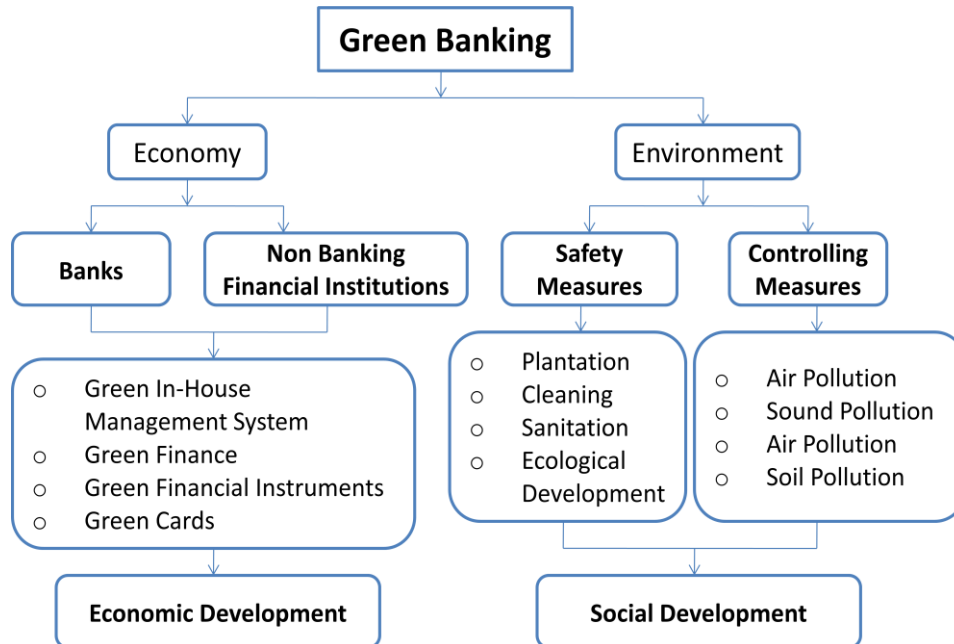 Green Banking
Economy
Environment
Banks
Non Banking
Financial Institutions
Safety
Measures
Controlling
Measures
○ Green In-House
Management System
○ Green Finance
○ Green Financial Instruments
○ Green Cards
○ Plantation
○ Cleaning
○ Sanitation
○ Ecological
Development
○ Air Pollution
○ Sound Pollution
○ Air Pollution
○ Soil Pollution
Economic Development
Social Development